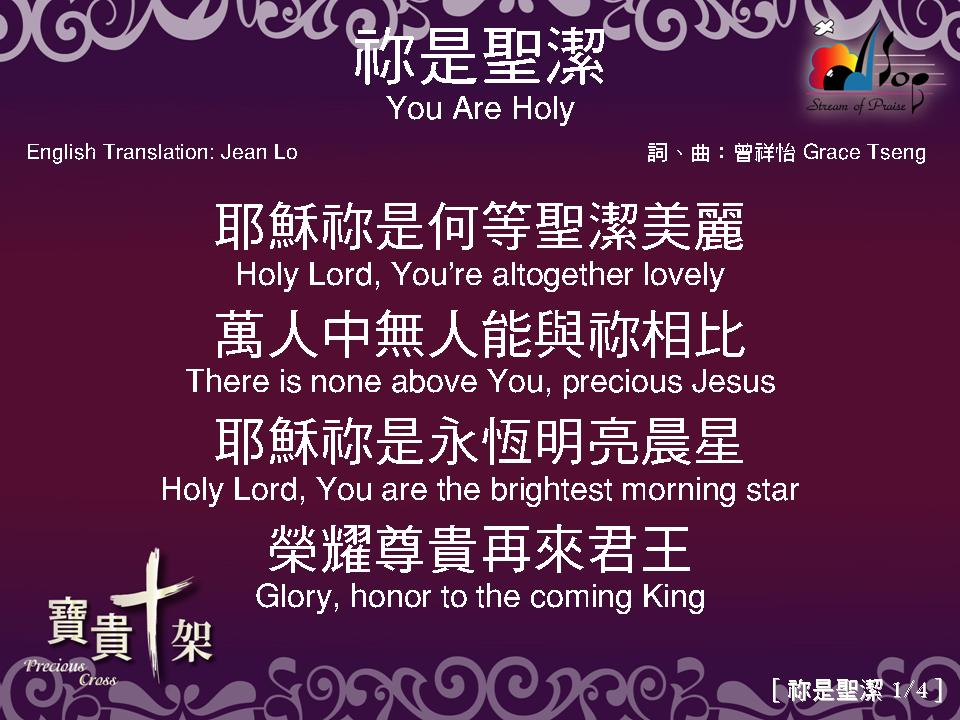 祢是聖潔
You Are Holy
Stream of Praise
English Translation: Jean Lo
詞、曲：曾祥怡 Grace Tseng
耶穌祢是何等聖潔美麗
Holy Lord, You're altogether lovely
萬人中無人能與祢相比
There is none above You, precious Jesus
耶穌祢是永恆明亮晨星
Holy Lord, You are the brightest morning star
榮耀尊貴再來君王
Glory, honor to the coming King
寶貴十架
Precious
Cross
[ 祢是聖潔 1/4 ]